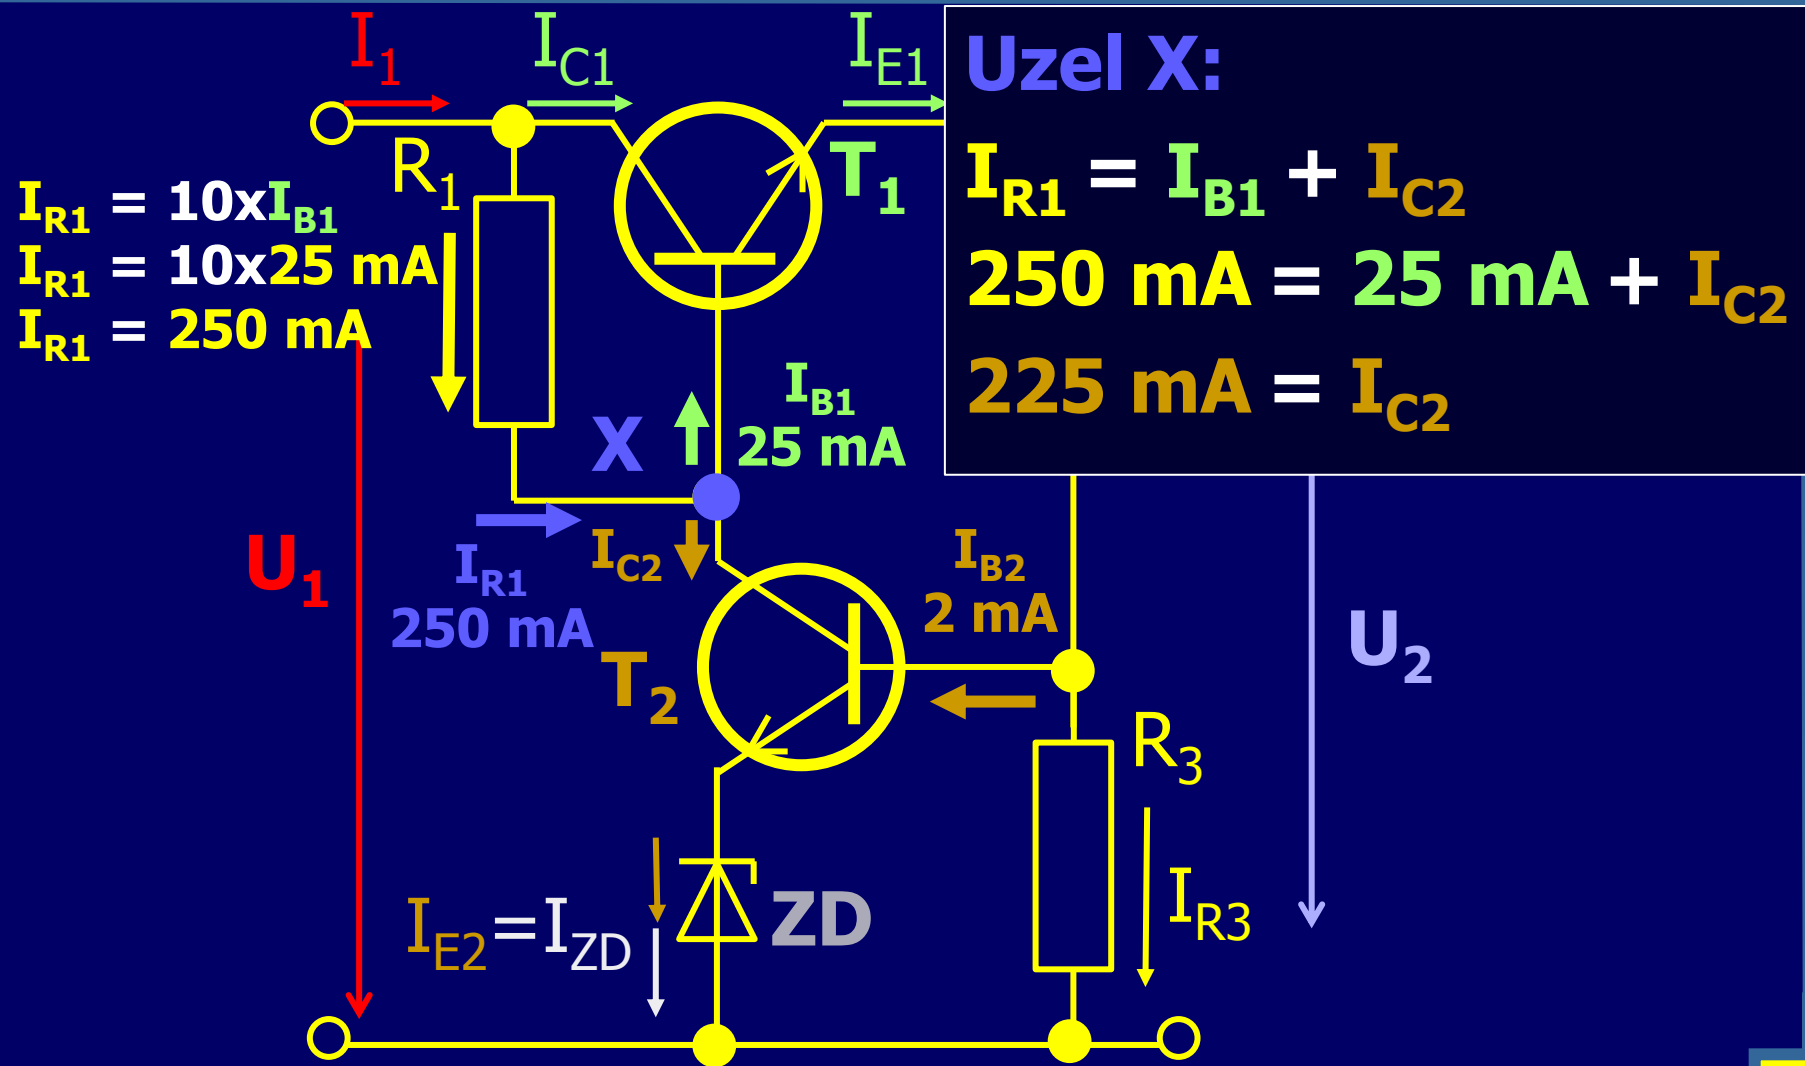 I1
IC1
IE1
R1
T1
IR1 = 10xIB1
IR1 = 10x25 mA
IR1 = 250 mA
Uzel X:
IR1 = IB1 + IC2
250 mA = 25 mA + IC2
225 mA = IC2
IB1
25 mA
X
U1
IR1
250 mA
IC2
IB2
2 mA
T2
U2
R3
IR3
IE2=IZD
ZD